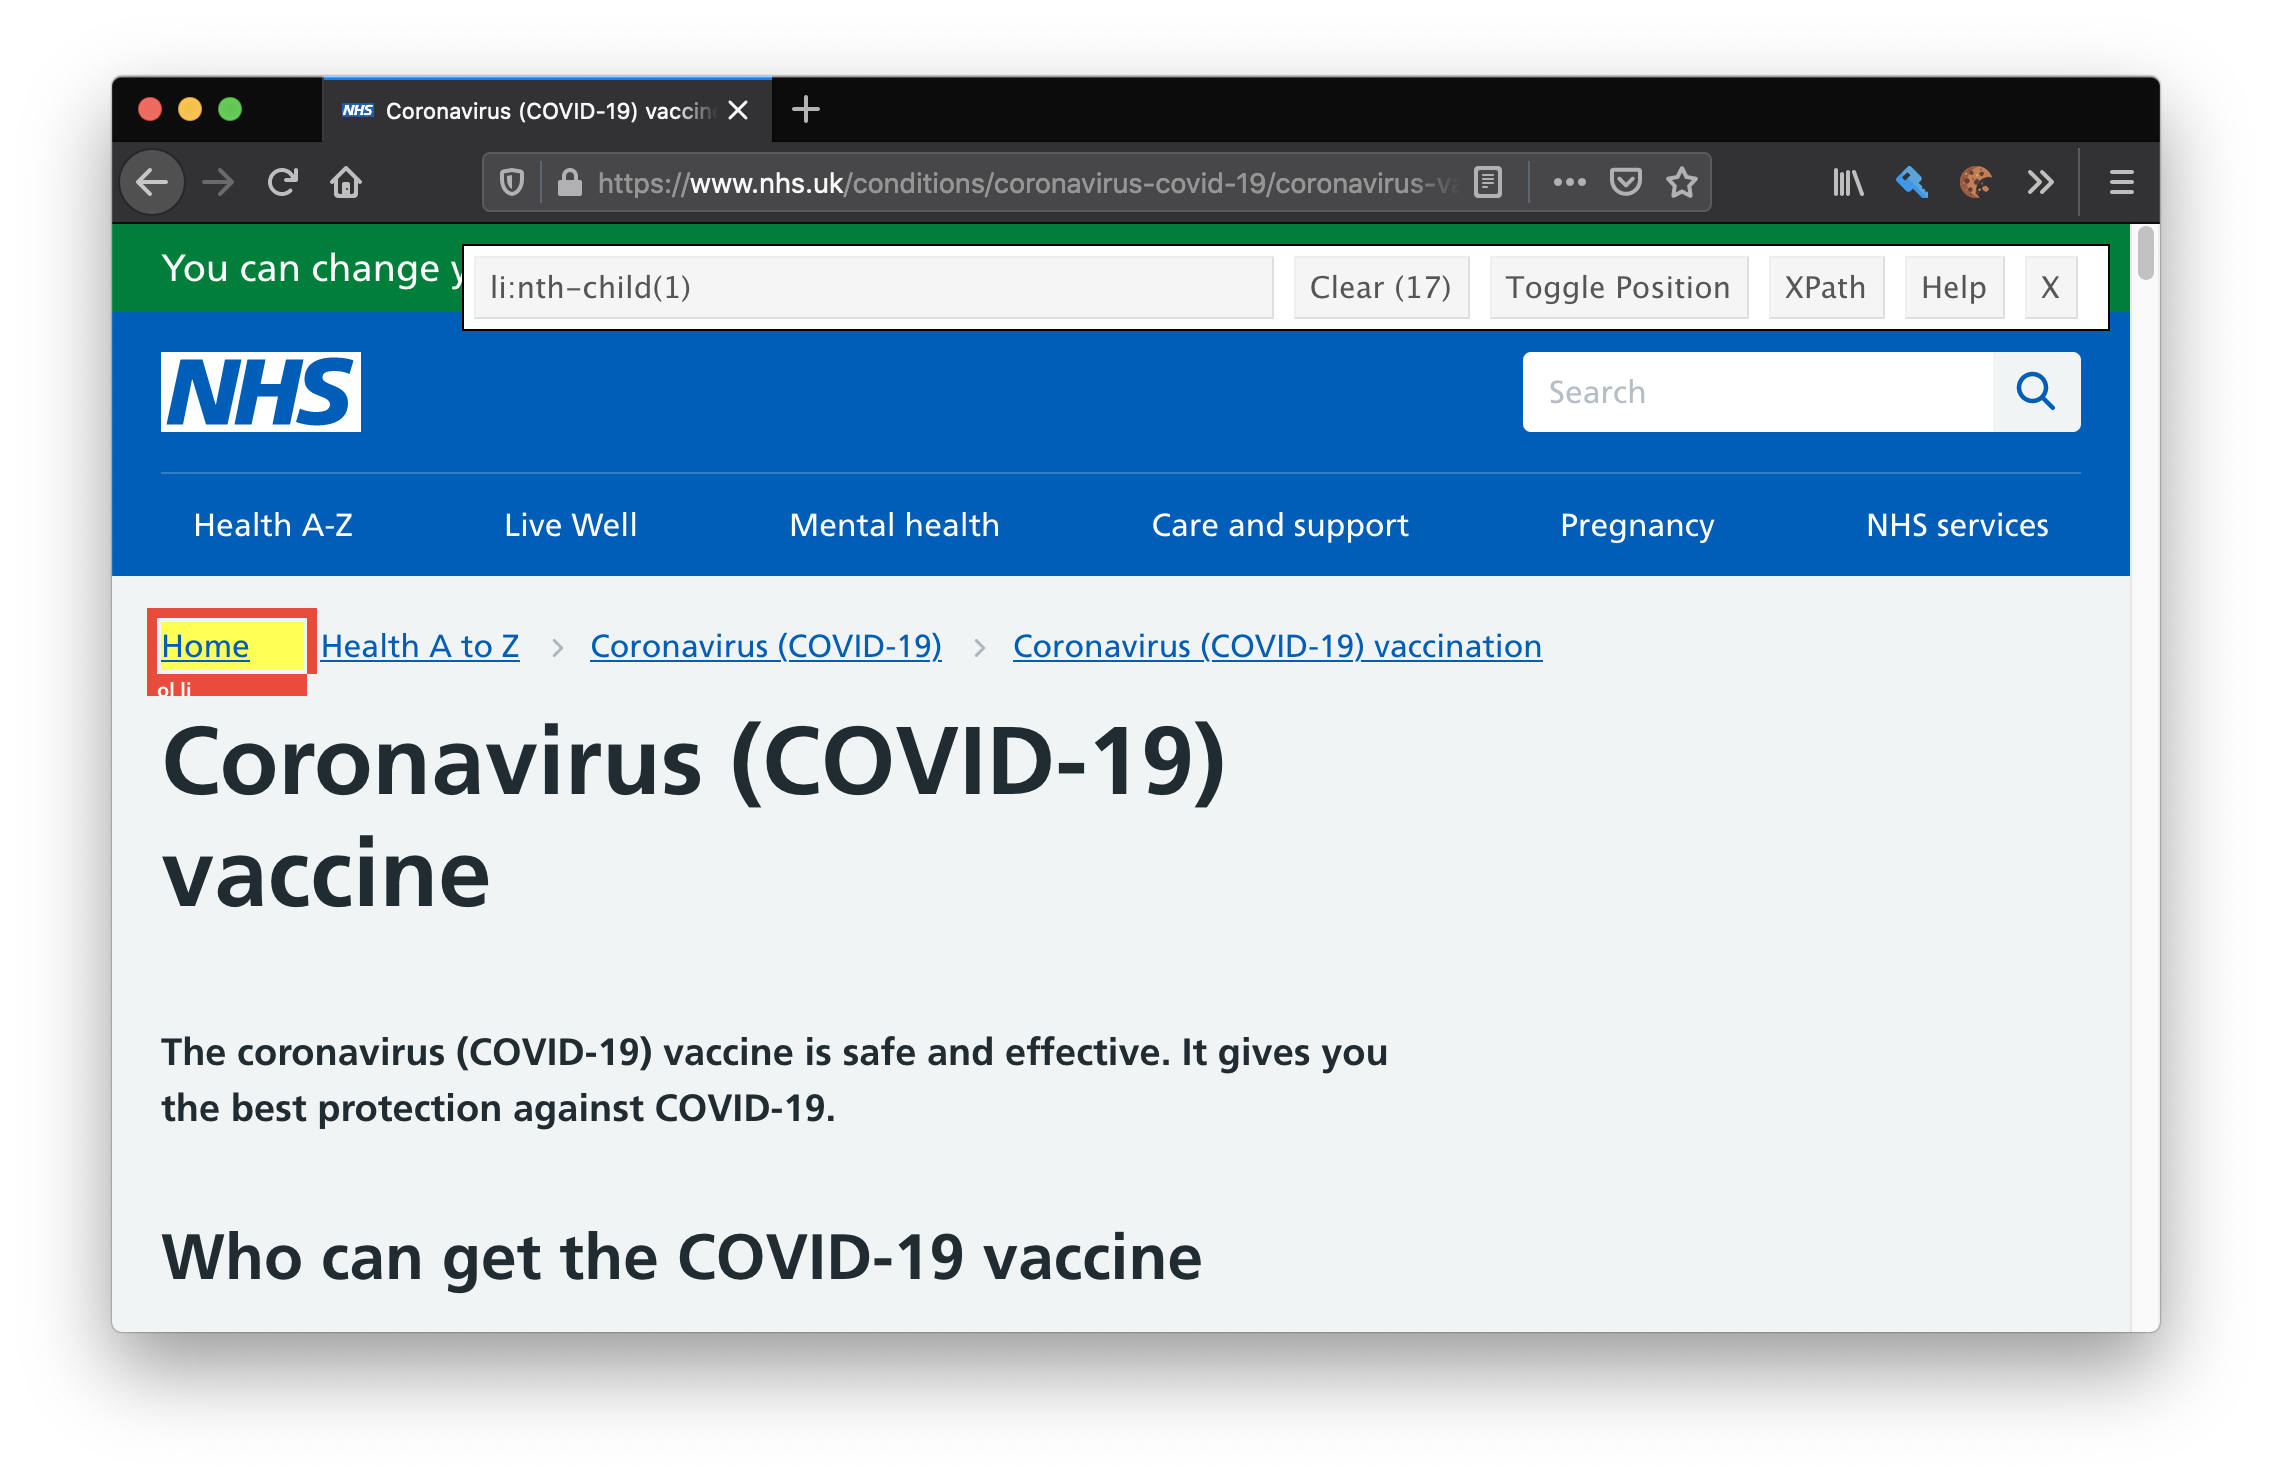 NHS Coronavirus (COVID-19) vaccin
https://www.nhs.uk/conditions/coronavirus-covid-19/coronavirus-va
You can change y
li:nth-child(1) Clear (17) Toggle Position XPath Help X
NHS Search
Health A-Z Live Well Mental health Care and support Pregnancy NHS services
Home Health A to Z > Coronavirus (COVID-19) > Coronavirus (COVID-19) vaccination
ol li
Coronavirus (COVID-19)
vaccine
The coronavirus (COVID-19) vaccine is safe and effective. It gives you
the best protection against COVID-19.
Who can get the COVID-19 vaccine